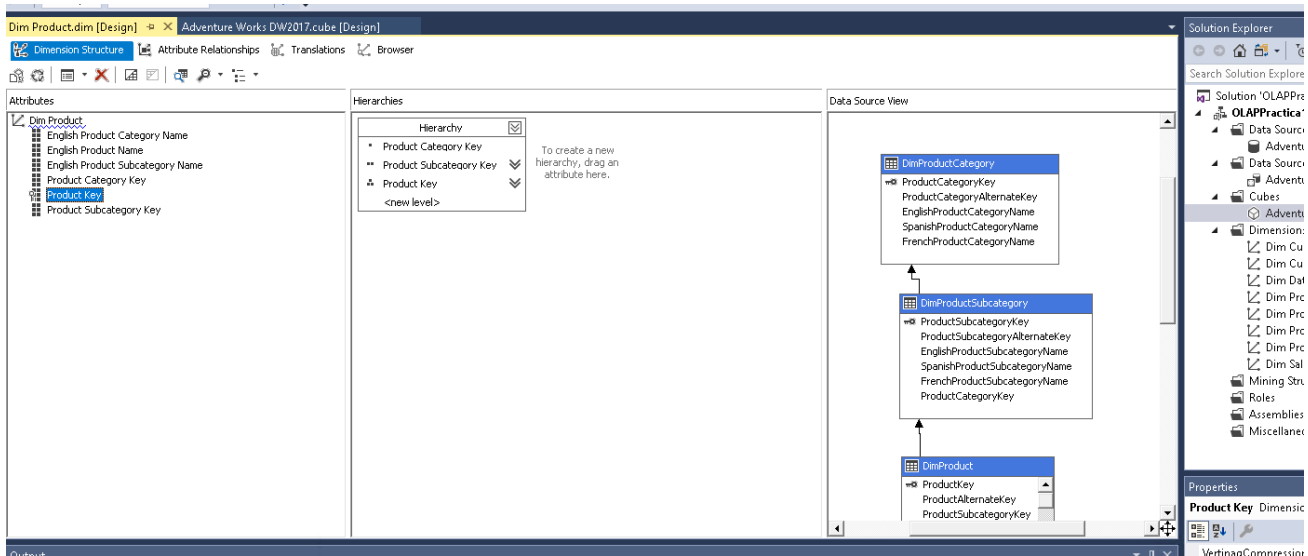 Dim Product.dim [Design]
Adventure Works DW2017.cube [Design]
Dimension Structure
Attribute Relationships
Translations
Browser
Attributes
Dim Product
English Product Category Name
English Product Name
English Product Subcategory Name
Product Category Key
Product Key
Product Subcategory Key
Hierarchies
Hierarchy
Product Category Key
Product Subcategory Key
Product Key
<new level>
To create a new
hierarchy, drag an
attribute here.
Data Source View
DimProductCategory
ProductCategoryKey
ProductCategoryAlternateKey
EnglishProductCategoryName
SpanishProductCategoryName
FrenchProductCategoryName
DimProductSubcategory
ProductSubcategoryKey
ProductSubcategoryAlternateKey
EnglishProductSubcategoryName
SpanishProductSubcategoryName
FrenchProductSubcategoryName
ProductCategoryKey
DimProduct
ProductKey
ProductAlternateKey
ProductSubcategoryKey
Solution Explorer
Search Solution Explore
Solution 'OLAPPra
OLAPPractica
Data Source
Adventu
Data Source
Adventu
Cubes
Adventu
Dimension
Dim Cu
Dim Cu
Dim Dat
Dim Pro
Dim Pro
Dim Pro
Dim Pro
Dim Sal
Mining Stru
Roles
Assemblies
Miscellane
Properties
Product Key Dimensio
Output
VertipaqCompression